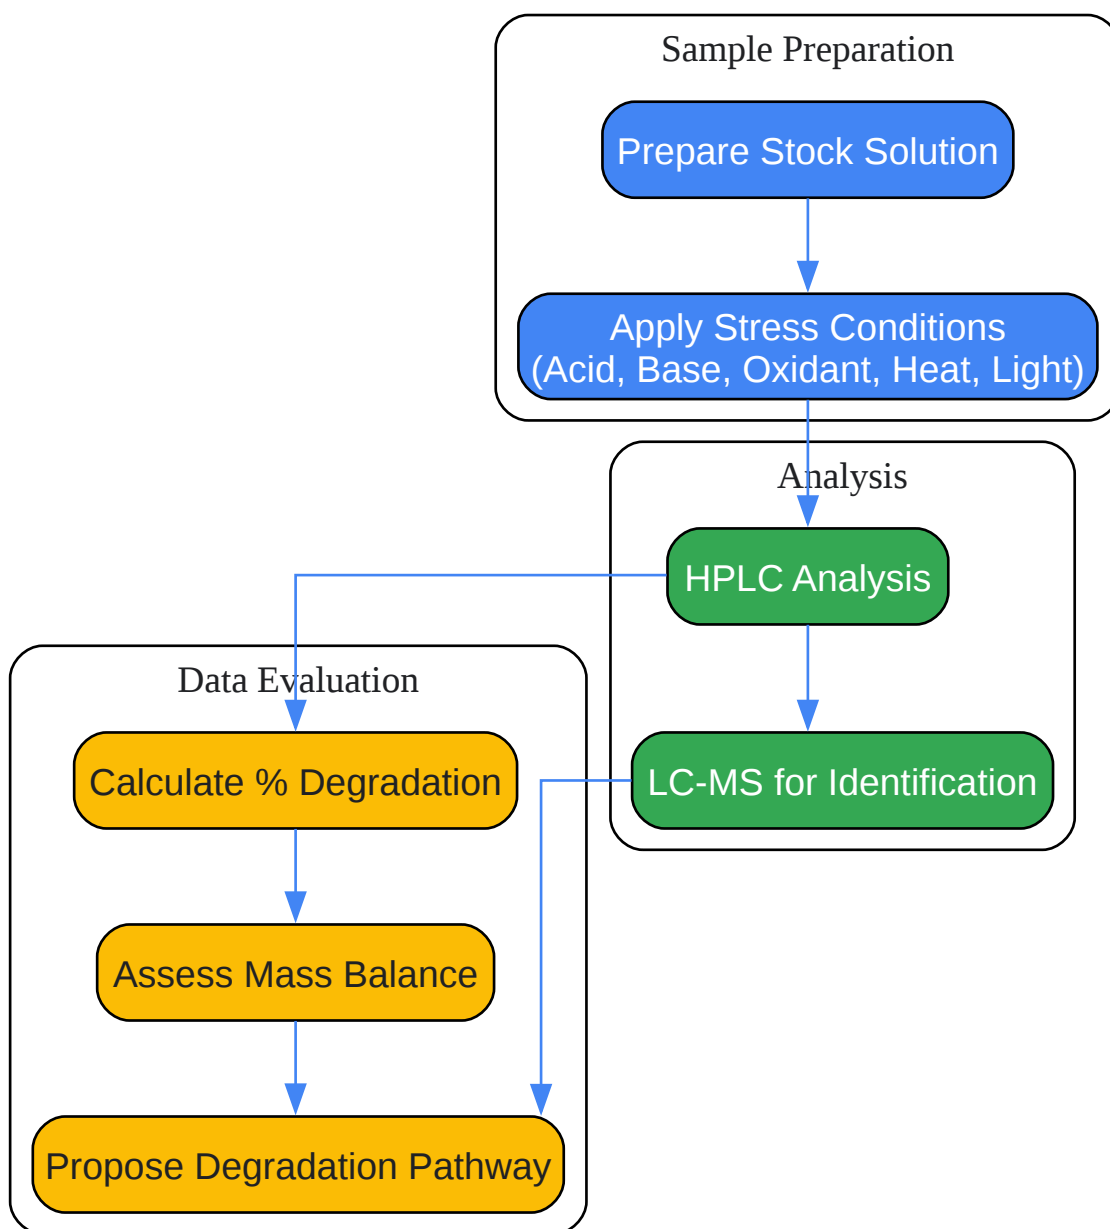 Sample Preparation
Prepare Stock Solution
Apply Stress Conditions
(Acid, Base, Oxidant, Heat, Light)
Analysis
HPLC Analysis
LC-MS for Identification
Data Evaluation
Calculate % Degradation
Assess Mass Balance
Propose Degradation Pathway